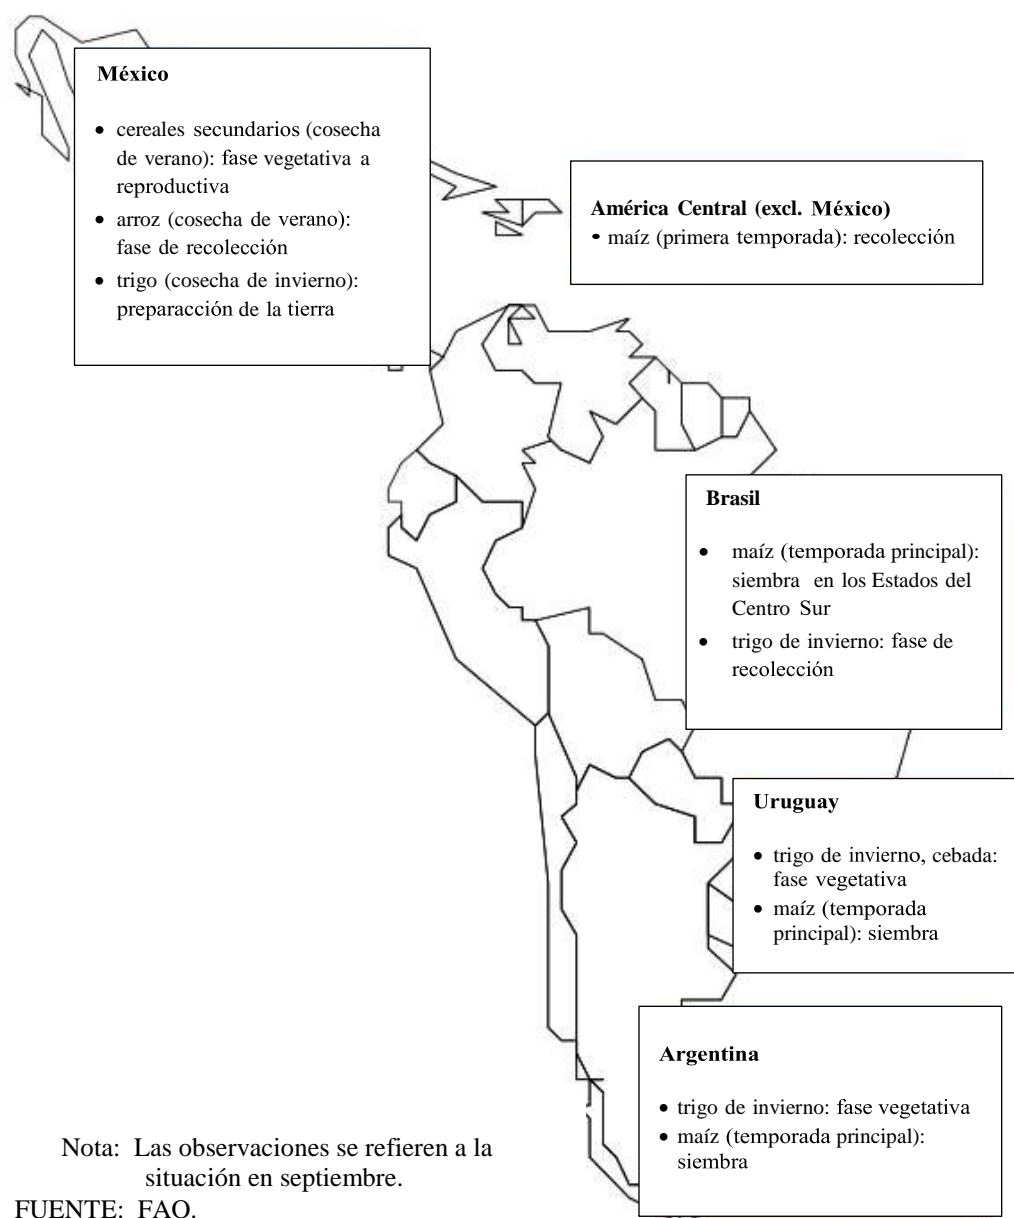 México
• cereales secundarios (cosecha
de verano): fase vegetativa a
reproductiva
• arroz (cosecha de verano):
fase de recolección
• trigo (cosecha de invierno):
preparacción de la tierra
América Central (excl. México)
• maíz (primera temporada): recolección
Brasil
• maíz (temporada principal):
siembra en los Estados del
Centro Sur
• trigo de invierno: fase de
recolección
Uruguay
• trigo de invierno, cebada:
fase vegetativa
• maíz (temporada
principal): siembra
Argentina
• trigo de invierno: fase vegetativa
• maíz (temporada principal):
siembra
Nota: Las observaciones se refieren a la
situación en septiembre.
FUENTE: FAO.